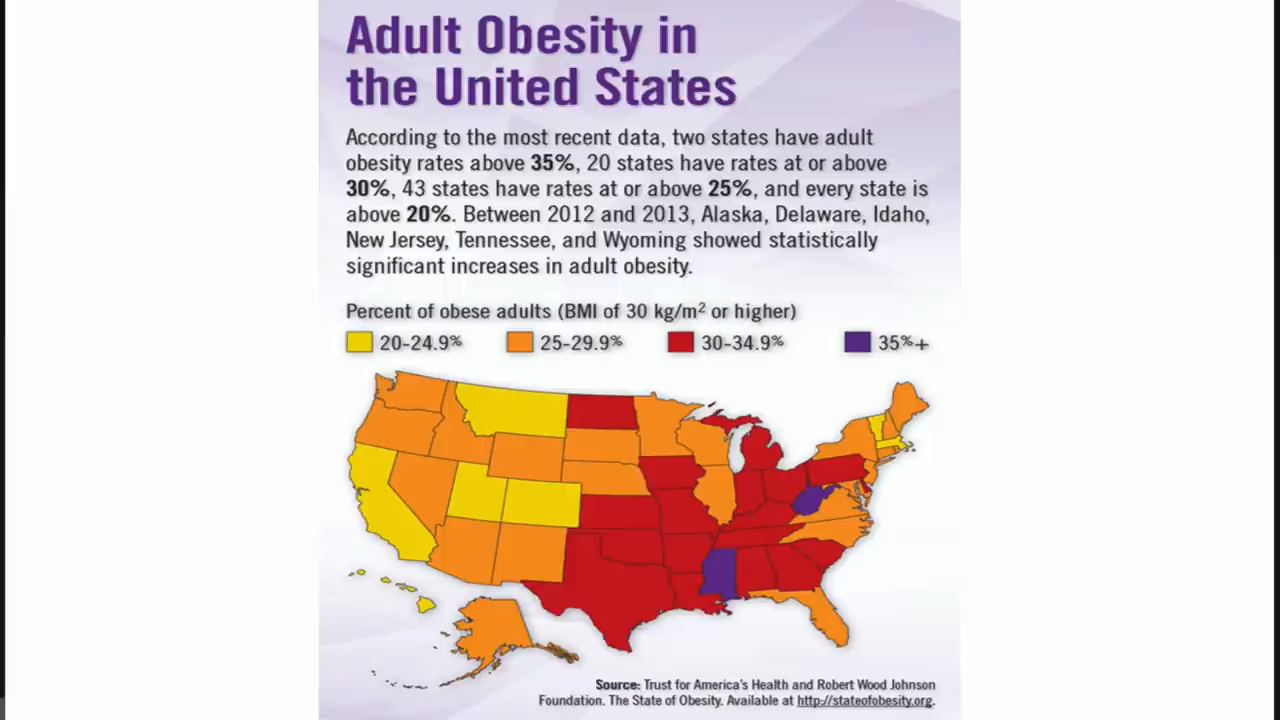 Adult Obesity in
the United States
According to the most recent data, two states have adult
obesity rates above 35%, 20 states have rates at or above
30%, 43 states have rates at or above 25%, and every state is
above 20%. Between 2012 and 2013, Alaska, Delaware, Idaho,
New Jersey, Tennessee, and Wyoming showed statistically
significant increases in adult obesity.
Percent of obese adults (BMI of 30 kg/m² or higher)
20-24.9% 25-29.9% 30-34.9% 35%+
Source: Trust for America's Health and Robert Wood Johnson
Foundation. The State of Obesity. Available at http://stateofobesity.org.